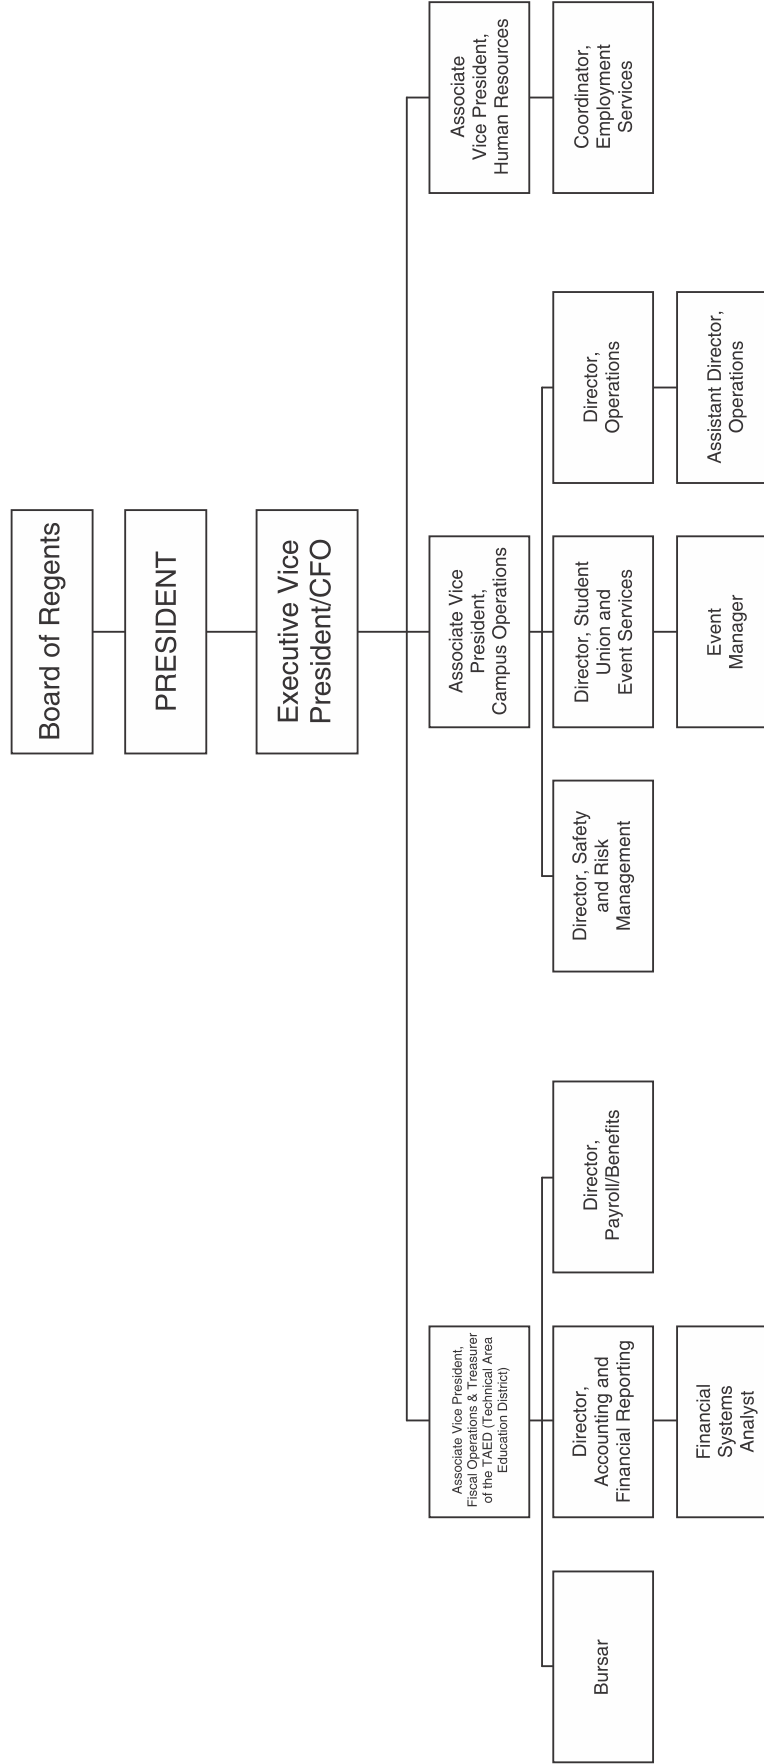 Board of Regents
PRESIDENT
Executive Vice
President/CFO
Associate Vice President,
Fiscal Operations & Treasurer
of the TAED (Technical Area
Education District)
Associate Vice
President,
Campus Operations
Associate
Vice President,
Human Resources
Bursar
Director,
Accounting and
Financial Reporting
Director,
Payroll/Benefits
Director, Safety
and Risk
Management
Director, Student
Union and
Event Services
Director,
Operations
Coordinator,
Employment
Services
Financial
Systems
Analyst
Event
Manager
Assistant Director,
Operations